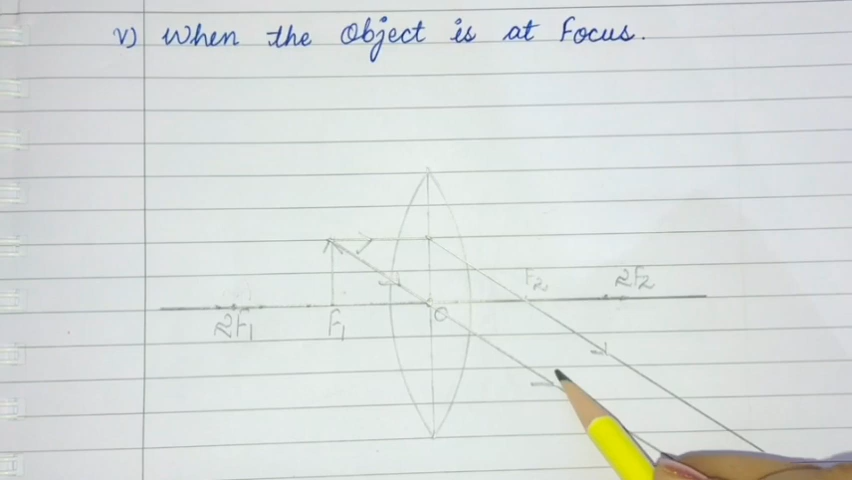 v) When the object is at Focus.
F2 2F2
2F1 F1 O